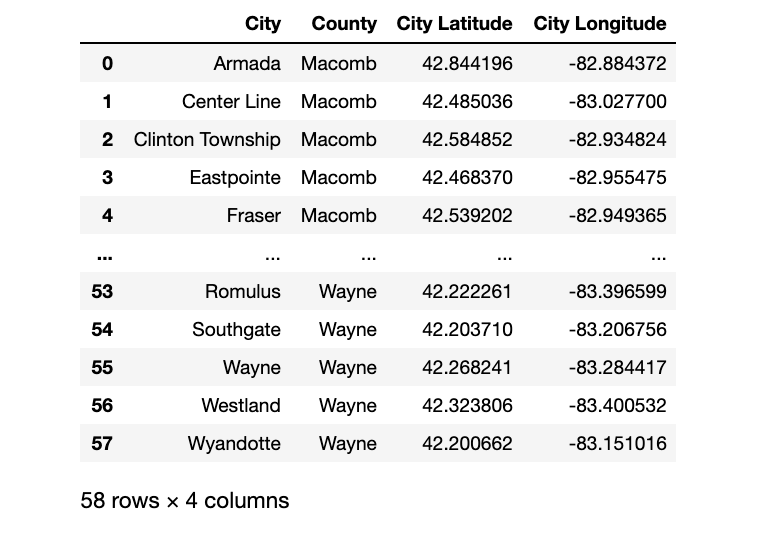 City County City Latitude City Longitude
0 Armada Macomb 42.844196 -82.884372
1 Center Line Macomb 42.485036 -83.027700
2 Clinton Township Macomb 42.584852 -82.934824
3 Eastpointe Macomb 42.468370 -82.955475
4 Fraser Macomb 42.539202 -82.949365
... ... ... ... ...
53 Romulus Wayne 42.222261 -83.396599
54 Southgate Wayne 42.203710 -83.206756
55 Wayne Wayne 42.268241 -83.284417
56 Westland Wayne 42.323806 -83.400532
57 Wyandotte Wayne 42.200662 -83.151016
58 rows × 4 columns